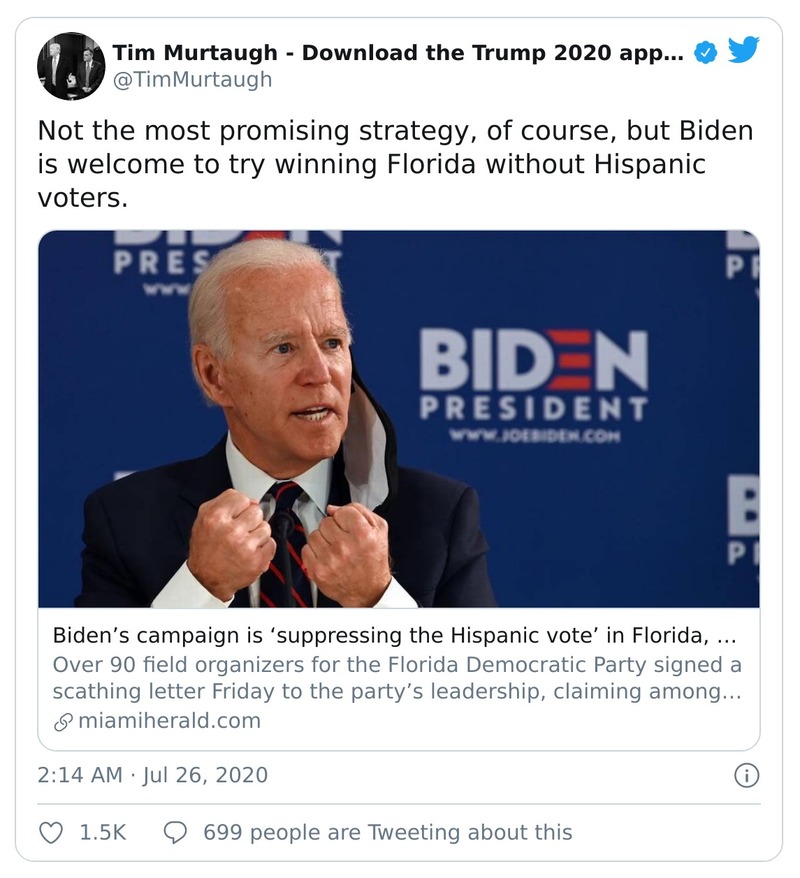 Tim Murtaugh - Download the Trump 2020 app...
@TimMurtaugh
Not the most promising strategy, of course, but Biden
is welcome to try winning Florida without Hispanic
voters.
BIDEN
PRES T
www
BIDEN
PRESIDENT
WWW.JOEBIDEN.COM
P
B
P
Biden’s campaign is ‘suppressing the Hispanic vote’ in Florida, ...
Over 90 field organizers for the Florida Democratic Party signed a
scathing letter Friday to the party’s leadership, claiming among...
miamiherald.com
2:14 AM · Jul 26, 2020
1.5K
699 people are Tweeting about this